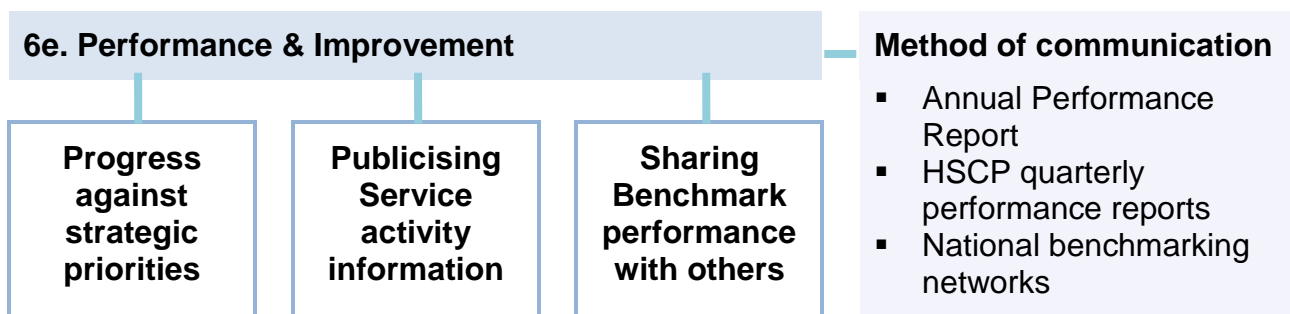 6e. Performance & Improvement
Progress
against
strategic
priorities
Publicising
Service
activity
information
Sharing
Benchmark
performance
with others
Method of communication
▪ Annual Performance
Report
▪ HSCP quarterly
performance reports
▪ National benchmarking
networks